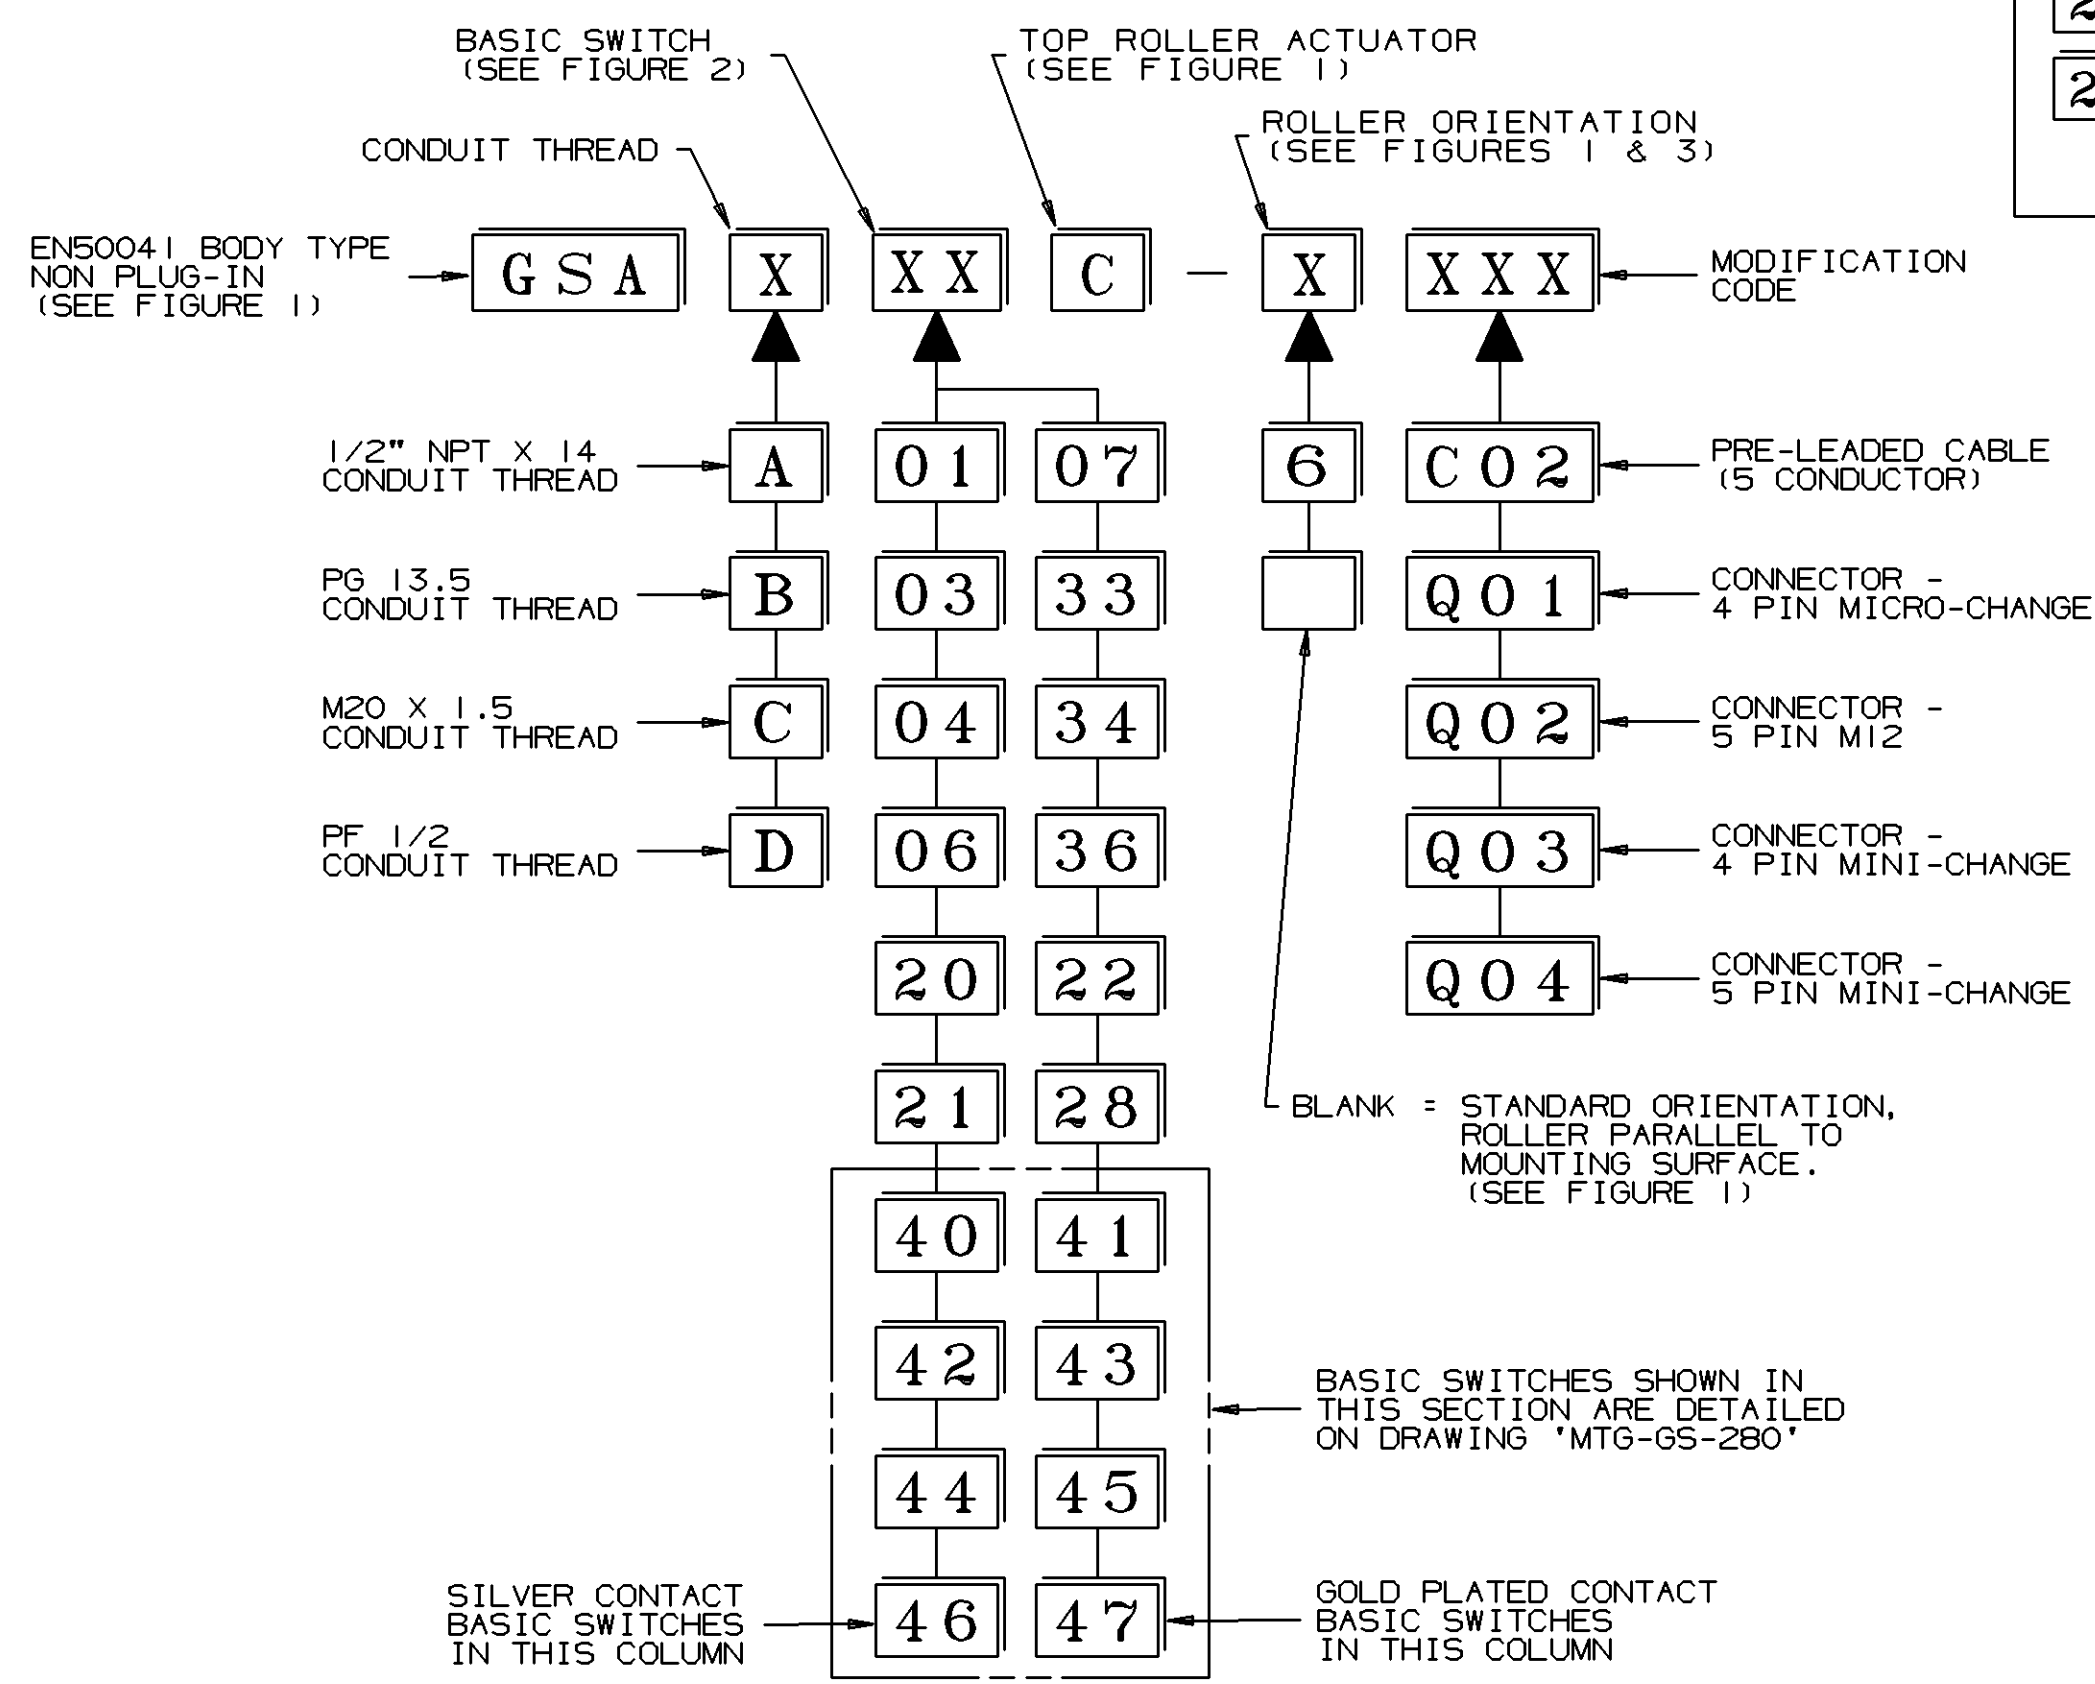 BASIC SWITCH
(SEE FIGURE 2)
TOP ROLLER ACTUATOR
(SEE FIGURE 1)
CONDUIT THREAD
ROLLER ORIENTATION
(SEE FIGURES 1 & 3)
EN50041 BODY TYPE
NON PLUG-IN
(SEE FIGURE 1)
GSA X XX C - X XXX
MODIFICATION
CODE
1/2" NPT X 14
CONDUIT THREAD
A 01 07 6 C02
PRE-LEADED CABLE
(5 CONDUCTOR)
PG 13.5
CONDUIT THREAD
B 03 33 Q01
CONNECTOR -
4 PIN MICRO-CHANGE
M20 X 1.5
CONDUIT THREAD
C 04 34 Q02
CONNECTOR -
5 PIN M12
PF 1/2
CONDUIT THREAD
D 06 36 Q03
CONNECTOR -
4 PIN MINI-CHANGE
20 22 Q04
CONNECTOR -
5 PIN MINI-CHANGE
21 28
BLANK = STANDARD ORIENTATION,
ROLLER PARALLEL TO
MOUNTING SURFACE.
(SEE FIGURE 1)
40 41
42 43
BASIC SWITCHES SHOWN IN
THIS SECTION ARE DETAILED
ON DRAWING 'MTG-GS-280'
44 45
SILVER CONTACT
BASIC SWITCHES
IN THIS COLUMN
46 47
GOLD PLATED CONTACT
BASIC SWITCHES
IN THIS COLUMN